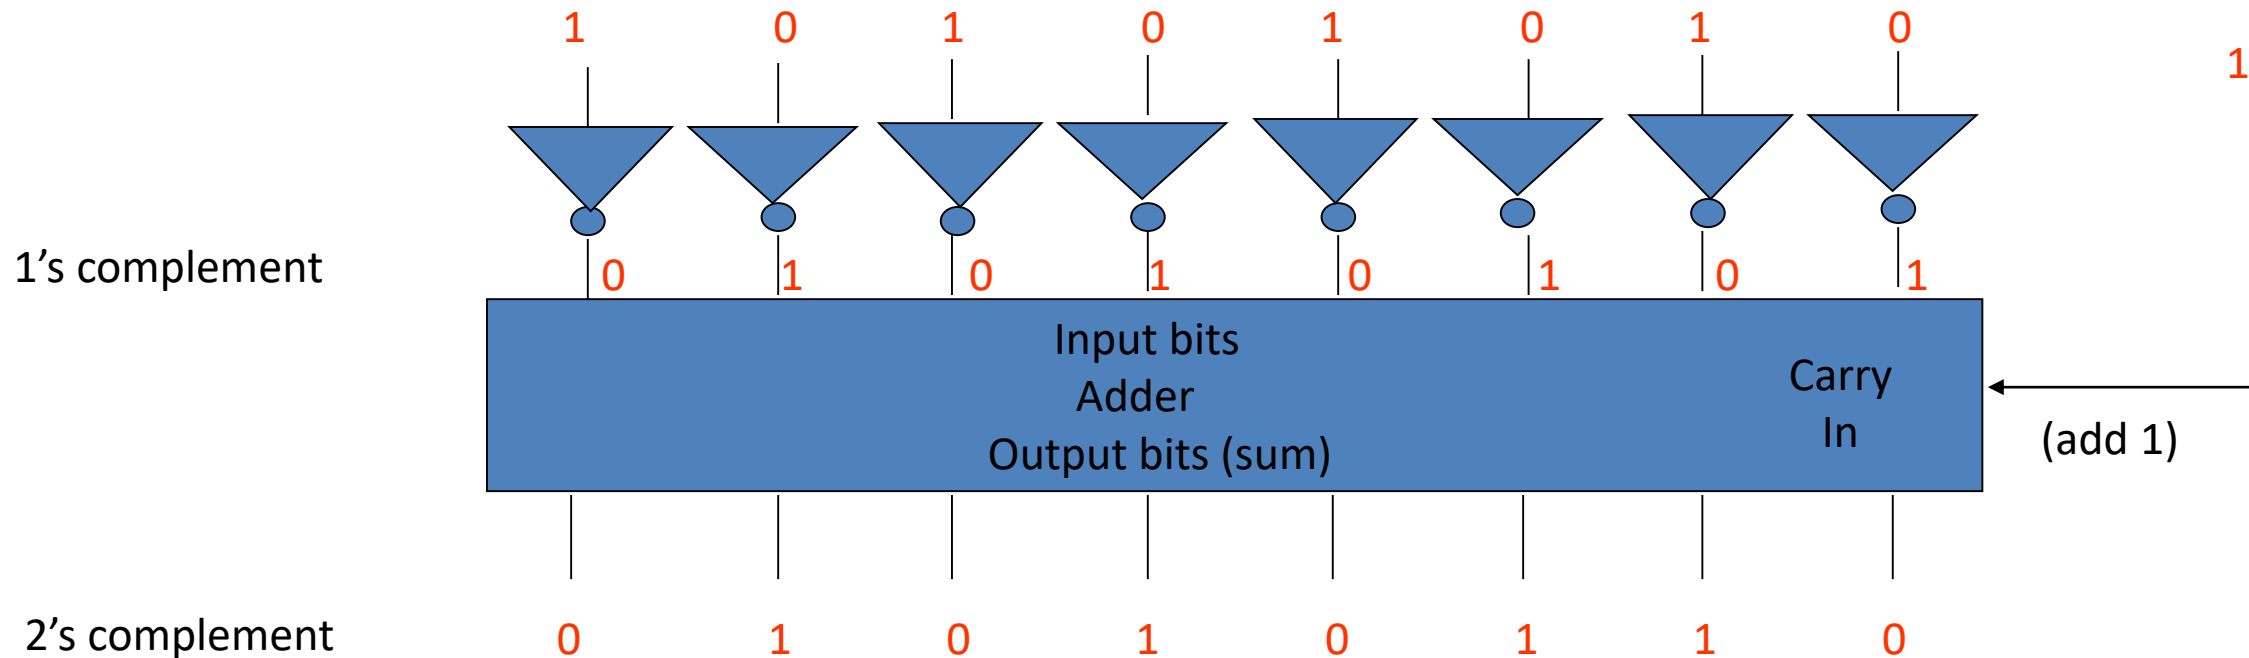 1 0 1 0 1 0 1 0
1
1’s complement 0 1 0 1 0 1 0 1
Input bits
Adder
Output bits (sum)
Carry
In
(add 1)
2’s complement 0 1 0 1 0 1 1 0